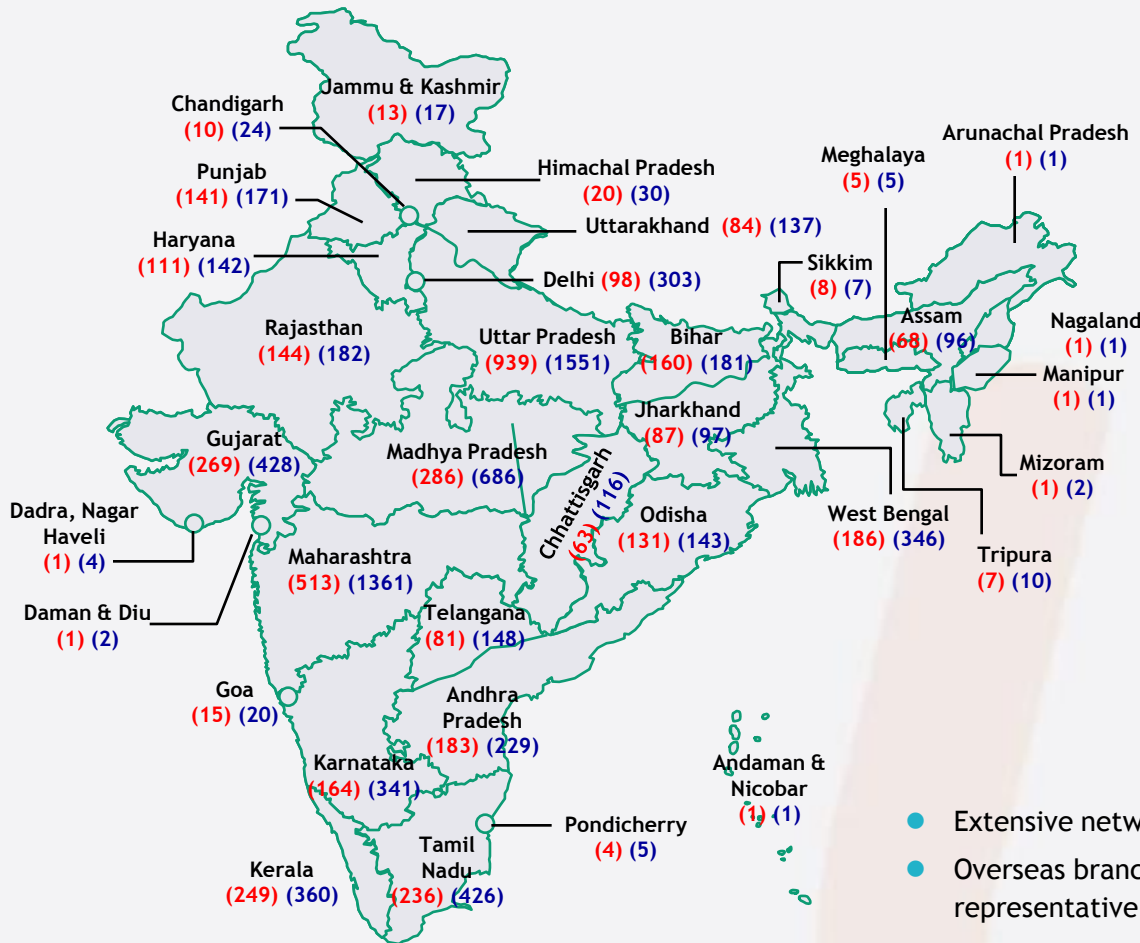 Jammu & Kashmir
(13) (17)
Chandigarh
(10) (24)
Arunachal Pradesh
(1) (1)
Meghalaya
(5) (5)
Punjab
(141) (171)
Himachal Pradesh
(20) (30)
Uttarakhand (84) (137)
Haryana
(111) (142)
Delhi (98) (303)
Sikkim
(8) (7)
Assam
(68) (96)
Nagaland
(1) (1)
Rajasthan
(144) (182)
Uttar Pradesh
(939) (1551)
Bihar
(160) (181)
Manipur
(1) (1)
Jharkhand
(87) (97)
Gujarat
(269) (428)
Madhya Pradesh
(286) (686)
Chhattisgarh
(63) (116)
Mizoram
(1) (2)
Dadra, Nagar
Haveli
(1) (4)
Odisha
(131) (143)
West Bengal
(186) (346)
Maharashtra
(513) (1361)
Tripura
(7) (10)
Daman & Diu
(1) (2)
Telangana
(81) (148)
Goa
(15) (20)
Andhra
Pradesh
(183) (229)
Karnataka
(164) (341)
Andaman &
Nicobar
(1) (1)
Pondicherry
(4) (5)
Tamil
Nadu
(236) (426)
Kerala
(249) (360)
Extensive netw
Overseas branc
representative